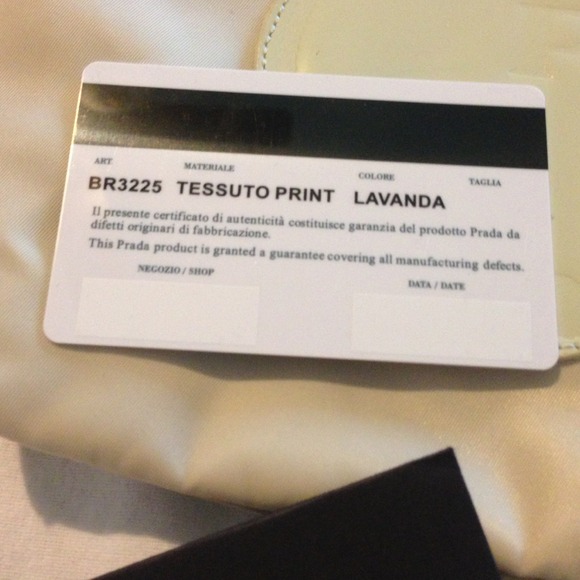 ART MATERIALE COLORE TAGLIA
BR3225 TESSUTO PRINT LAVANDA
Il presente certificato di autenticità costituisce garanzia del prodotto Prada da
difetti originari di fabbricazione.
This Prada product is granted a guarantee covering all manufacturing defects.
NEGOZIO / SHOP DATA / DATE